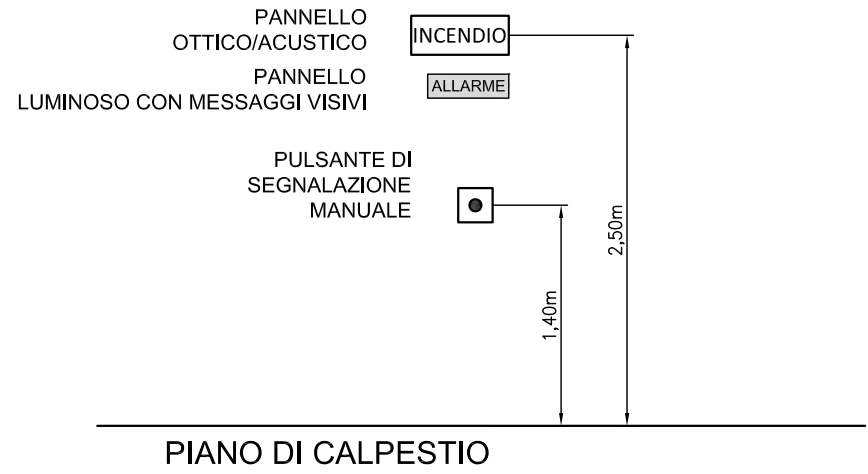 PANNELLO
OTTICO/ACUSTICO
INCENDIO
PANNELLO
LUMINOSO CON MESSAGGI VISIVI
ALLARME
PULSANTE DI
SEGNALAZIONE
MANUALE
2,50m
1,40m
PIANO DI CALPESTIO